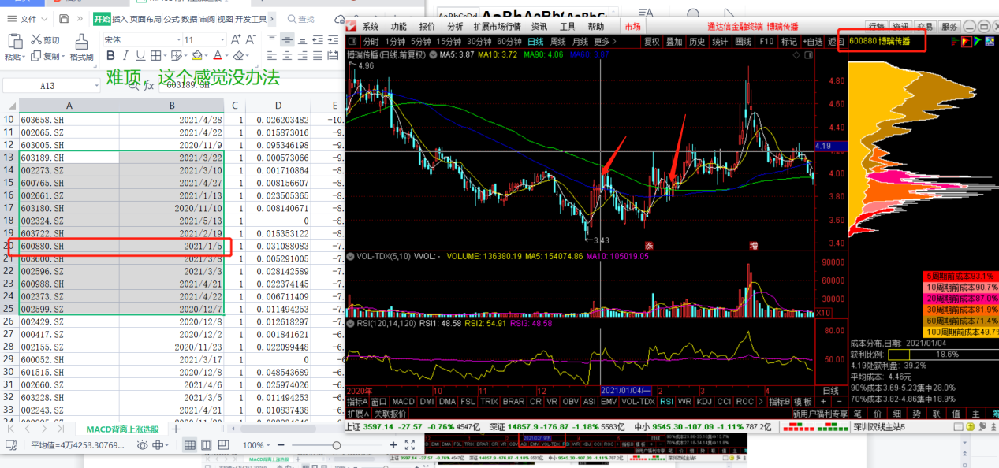 文件
开始 插入 页面布局 公式 数据 审阅 视图 开发工具 查找
剪切
粘贴 复制 格式刷
宋体 11
B I U
A13 fx 603189.SH
难顶，这个感觉没办法
A B C D E
10 603658.SH 2021/4/28 1 0.026203482 -10.
11 002065.SZ 2021/4/22 1 0.015873016 -9.
12 603005.SH 2020/11/9 1 0.095346198 -9.
13 603189.SH 2021/3/22 1 0.000573066 -9.
14 002273.SZ 2021/3/10 1 0.001710864 -8.
15 600765.SH 2021/4/27 1 0.008156607 -8.
16 002661.SZ 2021/1/13 1 0.023505365 -8.
17 603180.SH 2020/11/10 1 0.008140671 -8.
18 002324.SZ 2021/5/13 1 0 -8.
19 603722.SH 2021/2/19 1 0.015353122 -8.
20 600880.SH 2021/1/5 1 0.031088083 -7.
21 603600.SH 2021/3/8 1 0.005291005 -7.
22 002596.SZ 2021/3/3 1 0.028142589 -7.
23 600988.SH 2021/4/21 1 0.022374145 -7.
24 002373.SZ 2021/4/22 1 0.006711409 -7.
25 002599.SZ 2020/12/7 1 0.011494253 -7.
26 002429.SZ 2020/12/8 1 0.012618297 -7.
27 000417.SZ 2020/12/2 1 0.001841621 -6.
28 002155.SZ 2020/11/23 1 0.022099448 -6.
29 600052.SH 2021/3/17 1 0 -6.
30 601515.SH 2020/12/8 1 0.048543689 -6.
31 002660.SZ 2021/4/6 1 0.025974026 -6.
32 603228.SH 2021/3/5 1 0.011494253 -6.
33 002243.SZ 2021/4/21 1 0.010837438 -6.
MACD背离上涨选股
平均值=4万4253.30769... 100%
系统 功能 报价 分析 扩展市场行情 资讯 工具 帮助 市场 通达信金融终端 博瑞传播 行情 资讯 交易 服务
分时 1分钟 5分钟 15分钟 30分钟 60分钟 日线 周线 月线 更多 复权 叠加 历史 统计 画线 F10 标记 +自选 返回
600880 博瑞传播
博瑞传播(日线 前复权) MA5: 3.87 MA10: 3.72 MA90: 4.06
4.96
4.80
4.60
4.40
4.19
4.00
3.80
3.60
3.43
3.40
涨 增
VOL-TDX(5,10) VVOL: - VOLUME: 136380.19 MA5: 154074.86 MA10: 105019.05
90000
60000
30000
X10
RSI(120,14,120) RSI1: 48.58 RSI2: 54.91 RSI3: 48.58
80.00
50.00
2020年 10 11 12 2021/01/04/一 2 3 4 日线
指标A 窗口 MACD DMI DMA FSL TRIX BRAR CR VR OBV ASI EMV VOL-TDX RSI WR KDJ CCI ROC 指标B 模板 + -
扩展∧ 关联报价 新用户福利专享 笔 价 细 势 联 值 主 筹
上证 3597.14 -27.57 -0.76% 4547亿 深证 14857.9 -176.87 -1.18% 5583亿 中小 9545.30 -107.09 -1.11% 787.2亿 深圳双线主站5
5周期前成本93.1%
10周期前成本90.7%
20周期前成本87.0%
30周期前成本81.9%
60周期前成本71.4%
100周期前成本49.7%
成本分布,日期: 2021/01/04
获利比例: 18.6%
4.19处获利盘: 39.2%
平均成本: 4.46元
90%成本3.69-5.23集中28.0%
70%成本3.82-4.86集中18.9%